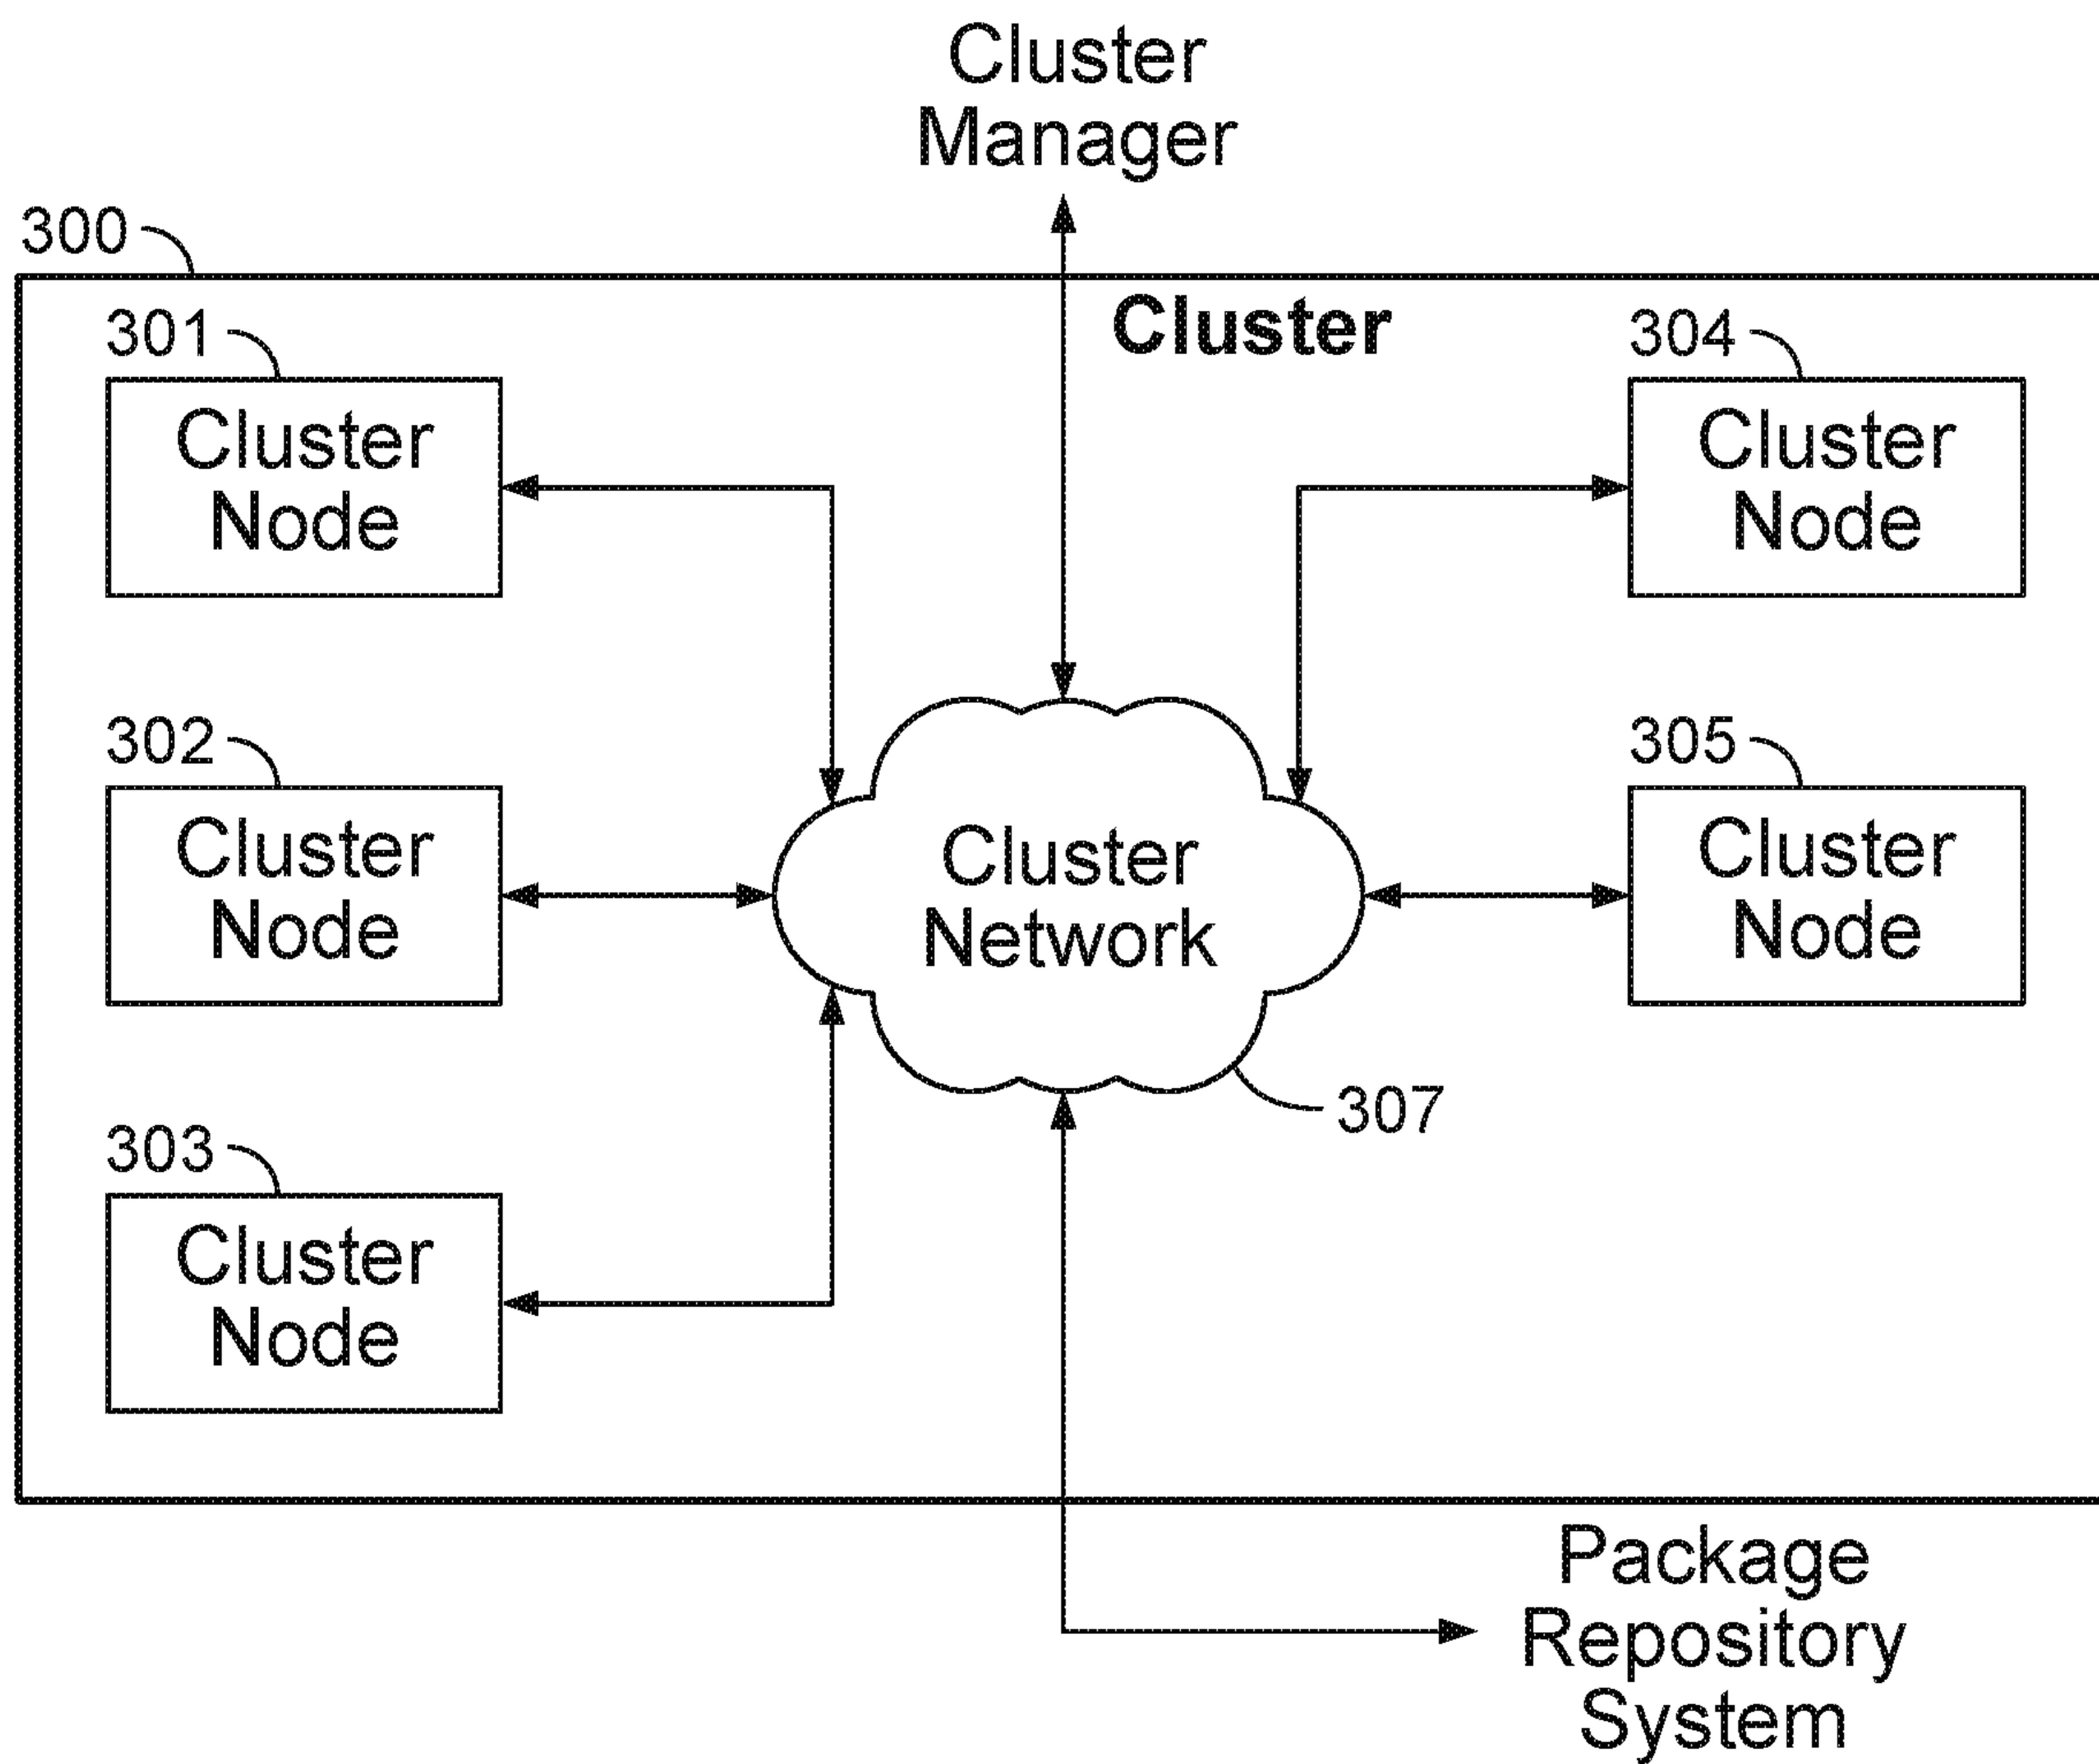 Cluster
Manager
300
Cluster
301
Cluster
Node
304
Cluster
Node
302
Cluster
Node
Cluster
Network
305
Cluster
Node
307
303
Cluster
Node
Package
Repository
System